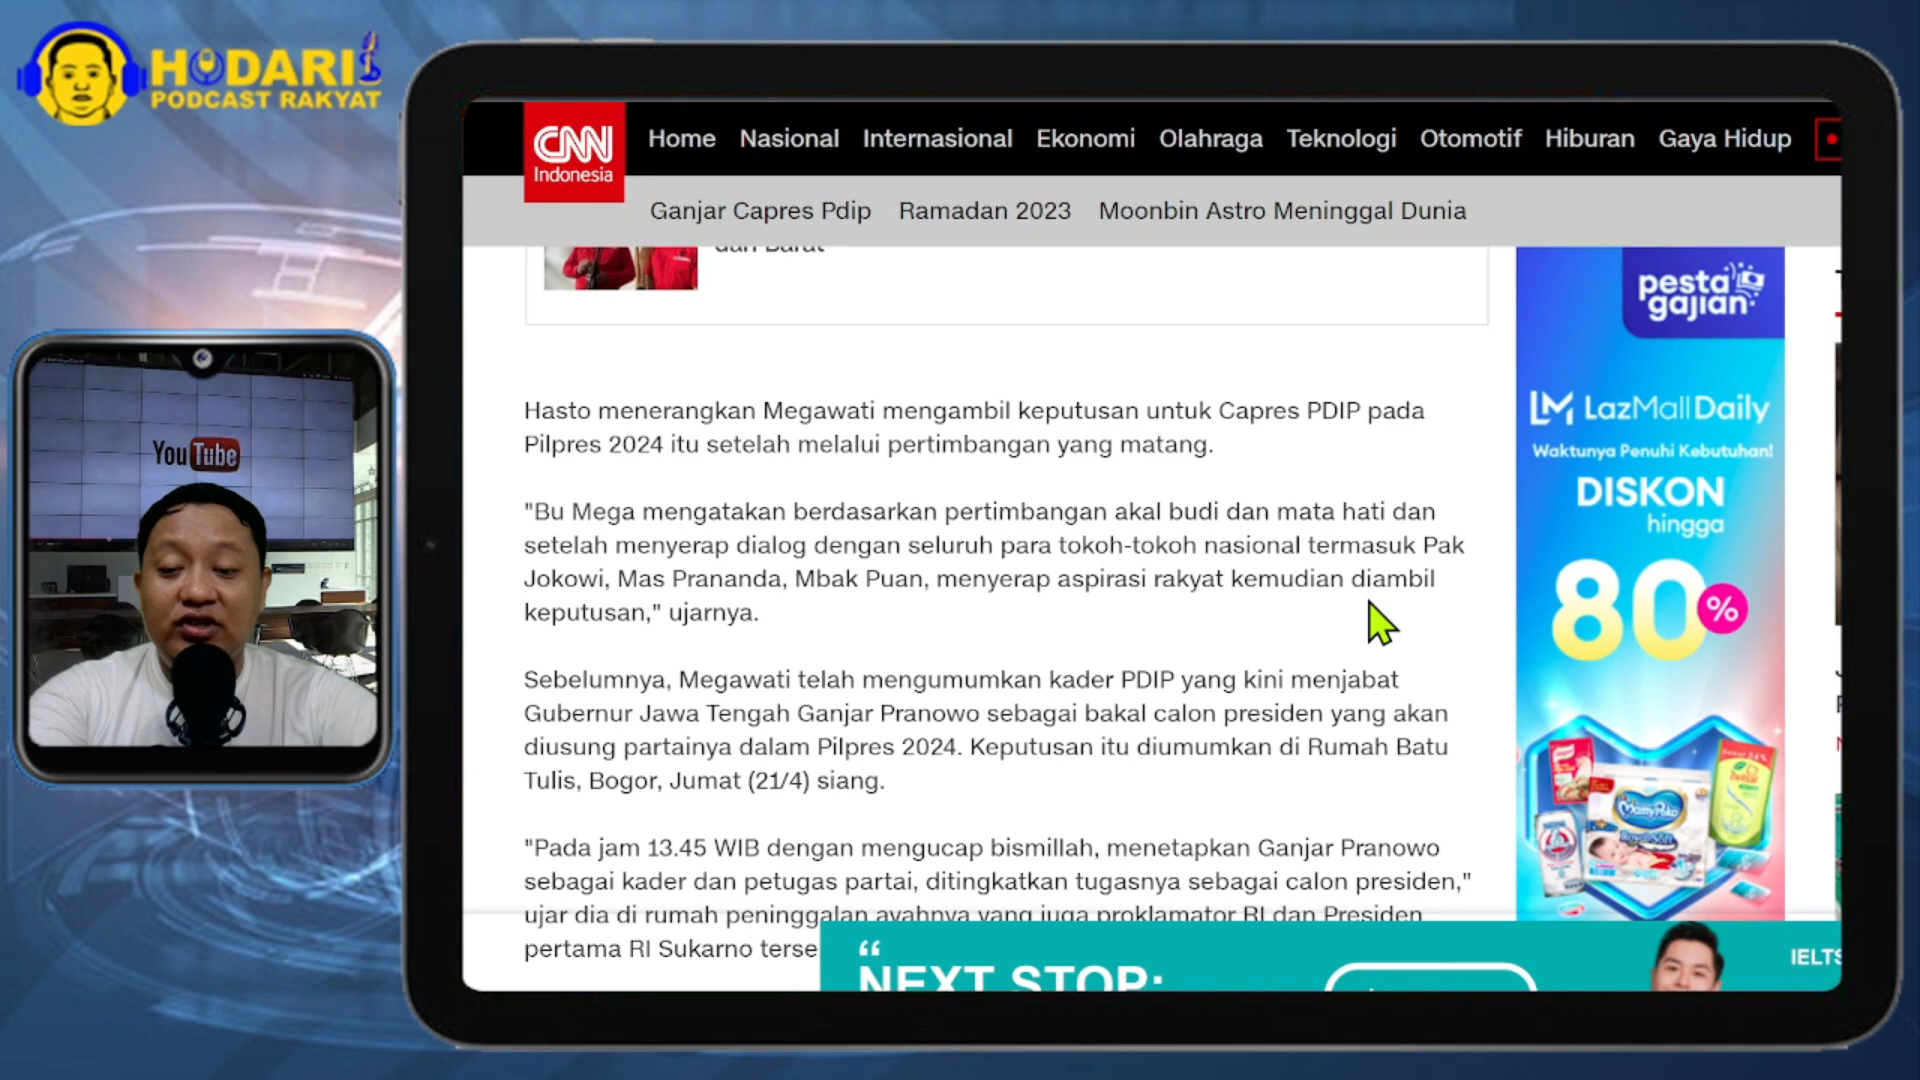 HODARI
PODCAST RAKYAT
YouTube
CNN
Indonesia
Home Nasional Internasional Ekonomi Olahraga Teknologi Otomotif Hiburan Gaya Hidup
Ganjar Capres Pdip Ramadan 2023 Moonbin Astro Meninggal Dunia
dan Barat
Hasto menerangkan Megawati mengambil keputusan untuk Capres PDIP pada
Pilpres 2024 itu setelah melalui pertimbangan yang matang.
"Bu Mega mengatakan berdasarkan pertimbangan akal budi dan mata hati dan
setelah menyerap dialog dengan seluruh para tokoh-tokoh nasional termasuk Pak
Jokowi, Mas Prananda, Mbak Puan, menyerap aspirasi rakyat kemudian diambil
keputusan," ujarnya.
Sebelumnya, Megawati telah mengumumkan kader PDIP yang kini menjabat
Gubernur Jawa Tengah Ganjar Pranowo sebagai bakal calon presiden yang akan
diusung partainya dalam Pilpres 2024. Keputusan itu diumumkan di Rumah Batu
Tulis, Bogor, Jumat (21/4) siang.
"Pada jam 13.45 WIB dengan mengucap bismillah, menetapkan Ganjar Pranowo
sebagai kader dan petugas partai, ditingkatkan tugasnya sebagai calon presiden,"
ujar dia di rumah peninggalan ayahnya yang juga proklamator RI dan Presiden
pertama RI Sukarno terse
pesta
gajian
LM LazMall Daily
Waktunya Penuhi Kebutuhan!
DISKON
hingga
80%
MamyPoko
“
NEXT STOP:
IELTS